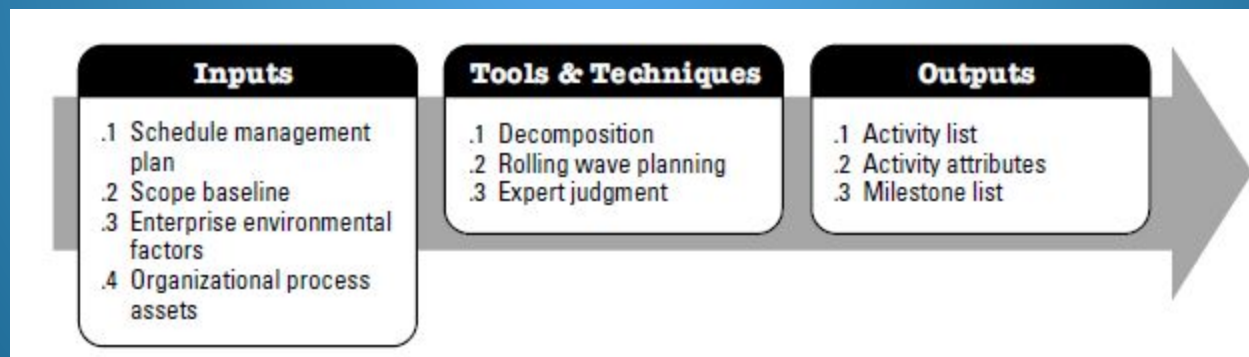 Inputs
.1 Schedule management
plan
.2 Scope baseline
.3 Enterprise environmental
factors
.4 Organizational process
assets
Tools & Techniques
.1 Decomposition
.2 Rolling wave planning
.3 Expert judgment
Outputs
.1 Activity list
.2 Activity attributes
.3 Milestone list